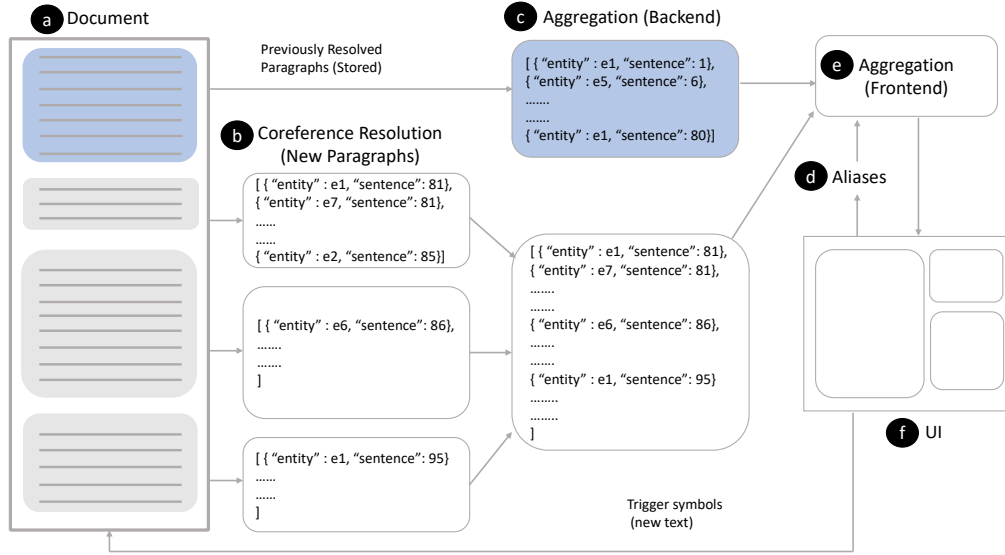 a Document
Previously Resolved
Paragraphs (Stored)
c Aggregation (Backend)
[ { “entity” : e1, “sentence”: 1},
{ “entity” : e5, “sentence”: 6},
…….
…….
{ “entity” : e1, “sentence”: 80}]
e Aggregation
(Frontend)
b Coreference Resolution
(New Paragraphs)
[ { “entity” : e1, “sentence”: 81},
{ “entity” : e7, “sentence”: 81},
……
……
{ “entity” : e2, “sentence”: 85}]
[ { “entity” : e6, “sentence”: 86},
…….
…….
]
[ { “entity” : e1, “sentence”: 95}
……
……
]
[ { “entity” : e1, “sentence”: 81},
{ “entity” : e7, “sentence”: 81},
…….
…….
{ “entity” : e6, “sentence”: 86},
…….
…….
{ “entity” : e1, “sentence”: 95}
……..
……..
]
d Aliases
f UI
Trigger symbols
(new text)